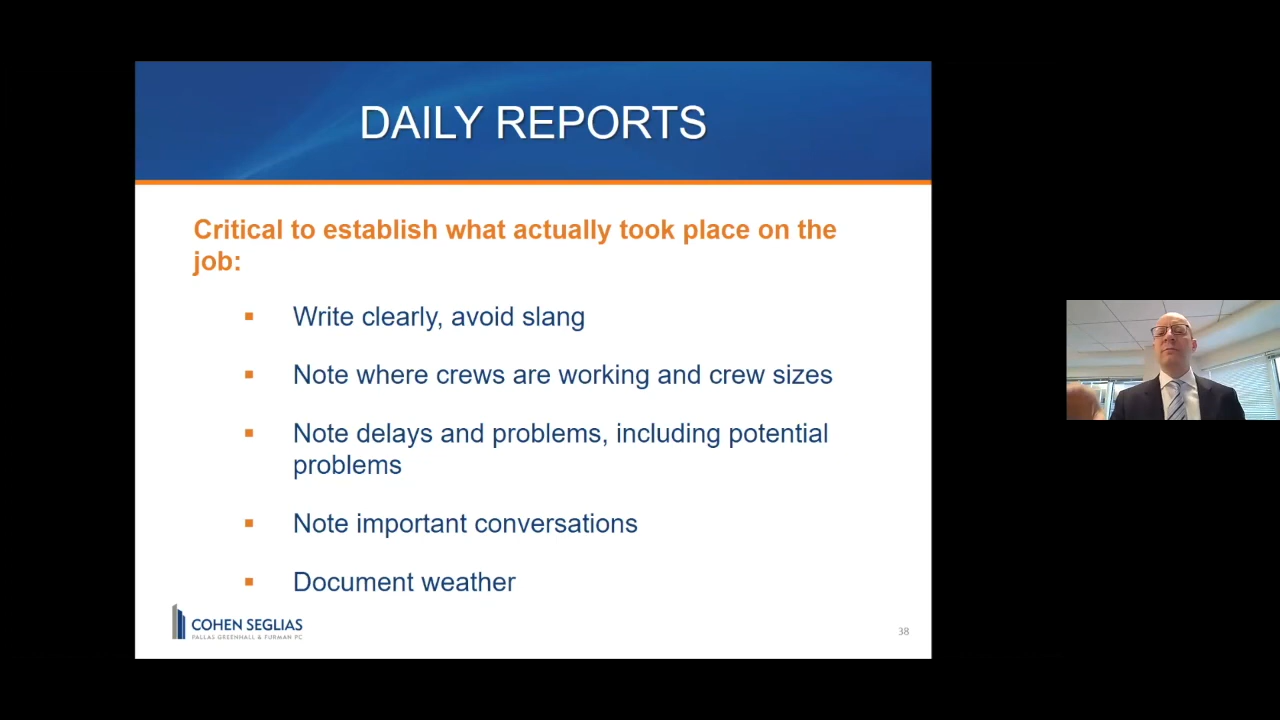 DAILY REPORTS
Critical to establish what actually took place on the
job:
▪ Write clearly, avoid slang
▪ Note where crews are working and crew sizes
▪ Note delays and problems, including potential
problems
▪ Note important conversations
▪ Document weather
COHEN SEGLIAS
PALLAS GREENHALL & FURMAN PC
38